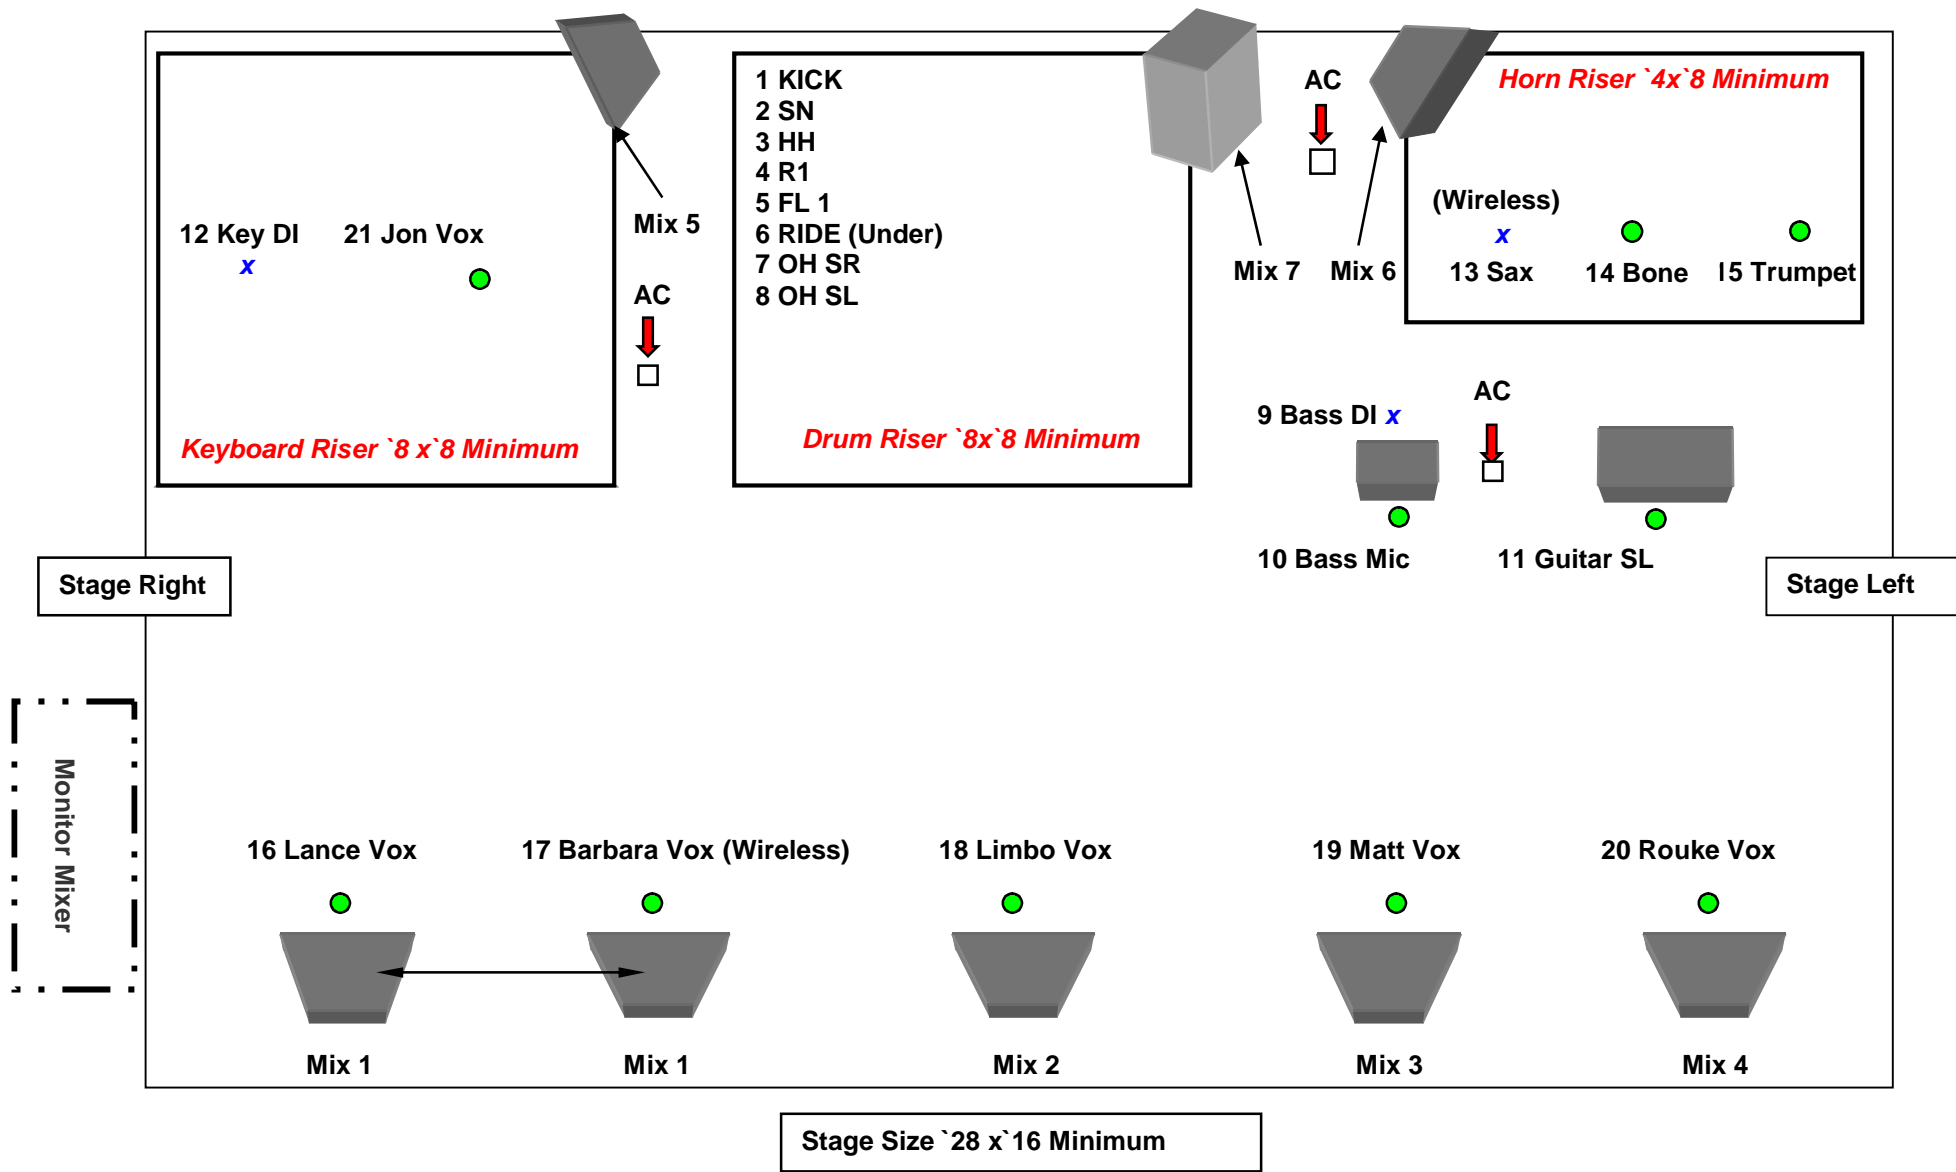 1 KICK
2 SN
3 HH
4 R1
5 FL 1
6 RIDE (Under)
7 OH SR
8 OH SL
Drum Riser `8x`8 Minimum
12 Key DI
x
21 Jon Vox
Keyboard Riser `8 x`8 Minimum
Mix 5
AC
AC
Mix 7
Mix 6
Horn Riser `4x`8 Minimum
(Wireless)
x
13 Sax
14 Bone
15 Trumpet
9 Bass DI x
AC
10 Bass Mic
11 Guitar SL
Stage Right
Stage Left
Monitor Mixer
16 Lance Vox
17 Barbara Vox (Wireless)
18 Limbo Vox
19 Matt Vox
20 Rouke Vox
Mix 1
Mix 1
Mix 2
Mix 3
Mix 4
Stage Size `28 x`16 Minimum